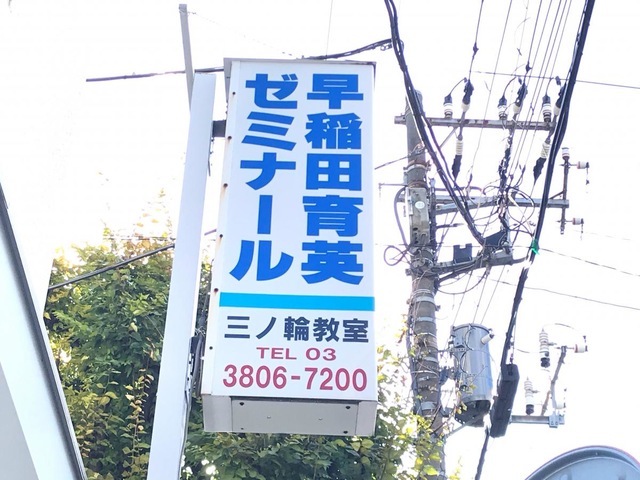 早稲田育英
ゼミナール
三ノ輪教室
TEL 03
3806-7200